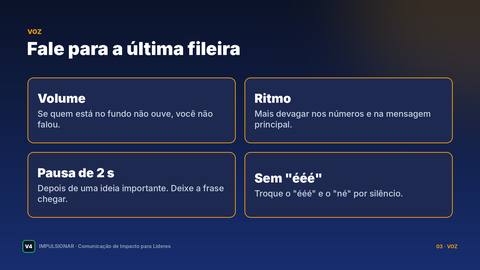 VOZ
Fale para a última fileira
Volume
Se quem está no fundo não ouve, você não
falou.
Ritmo
Mais devagar nos números e na mensagem
principal.
Pausa de 2 s
Depois de uma ideia importante. Deixe a frase
chegar.
Sem "ééé"
Troque o "ééé" e o "né" por silêncio.
V4 IMPULSIONAR · Comunicação de Impacto para Líderes
03 · VOZ